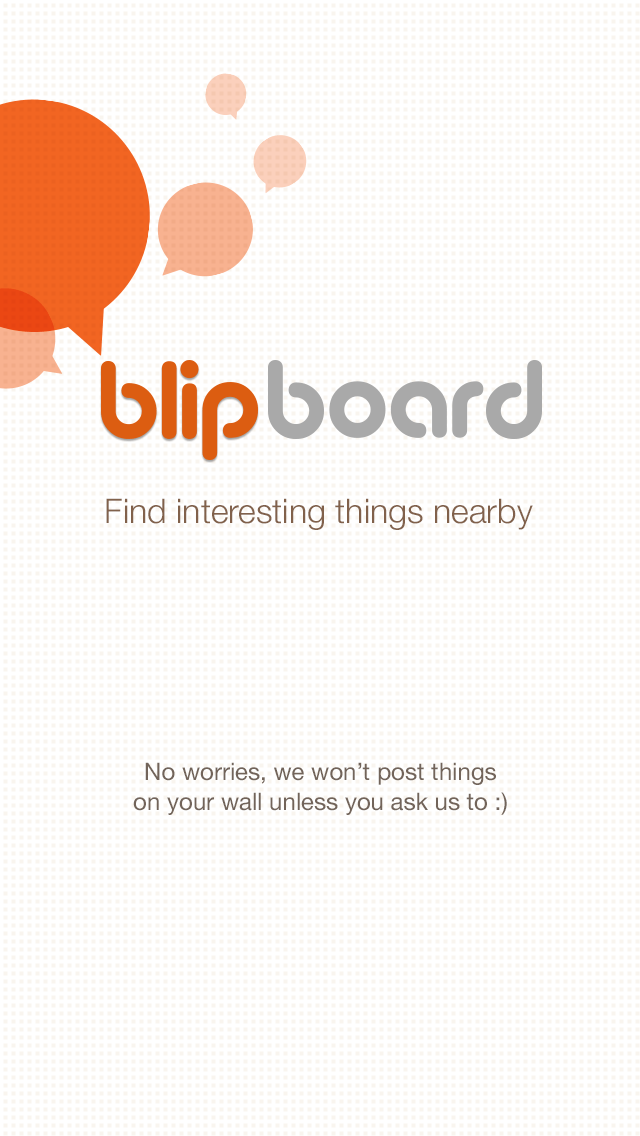 blipboard
Find interesting things nearby
No worries, we won’t post things
on your wall unless you ask us to :)